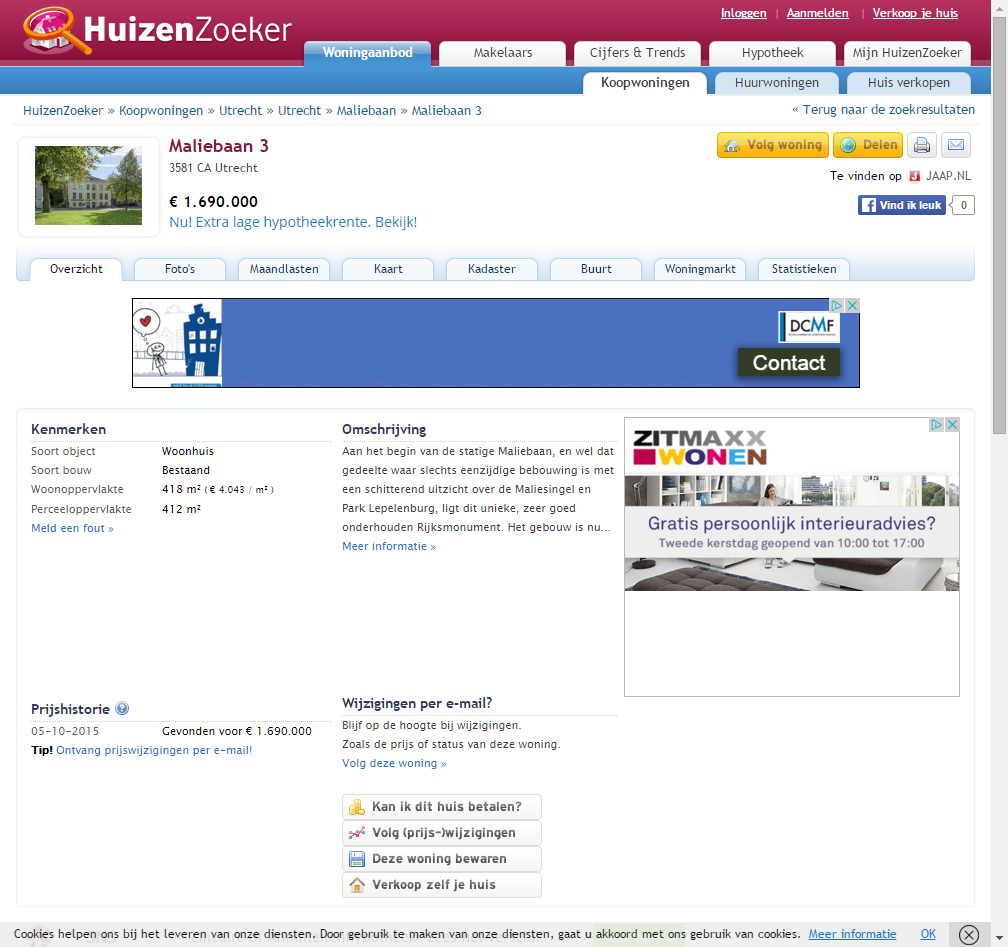 Inloggen | Aanmelden | Verkoop je huis
HuizenZoeker
Woningaanbod Makelaars Cijfers & Trends Hypotheek Mijn HuizenZoeker
Koopwoningen Huurwoningen Huis verkopen
HuizenZoeker » Koopwoningen » Utrecht » Utrecht » Maliebaan » Maliebaan 3
« Terug naar de zoekresultaten
Maliebaan 3
3581 CA Utrecht
€ 1.690.000
Nu! Extra lage hypotheekrente. Bekijk!
Volg woning Delen
Te vinden op JAAP.NL
Vind ik leuk 0
Overzicht Foto's Maandlasten Kaart Kadaster Buurt Woningmarkt Statistieken
DCMF
Contact
Kenmerken
Soort object Woonhuis
Soort bouw Bestaand
Woonoppervlakte 418 m² ( € 4.043 / m² )
Perceeloppervlakte 412 m²
Meld een fout »
Omschrijving
Aan het begin van de statige Maliebaan, en wel dat
gedeelte waar slechts eenzijdige bebouwing is met
een schitterend uitzicht over de Maliesingel en
Park Lepelenburg, ligt dit unieke, zeer goed
onderhouden Rijksmonument. Het gebouw is nu...
Meer informatie »
ZITMAXX
WONEN
Gratis persoonlijk interieuradvies?
Tweede kerstdag geopend van 10:00 tot 17:00
Prijshistorie ?
05-10-2015 Gevonden voor € 1.690.000
Tip! Ontvang prijswijzigingen per e-mail!
Wijzigingen per e-mail?
Blijf op de hoogte bij wijzigingen.
Zoals de prijs of status van deze woning.
Volg deze woning »
Kan ik dit huis betalen?
Volg (prijs-)wijzigingen
Deze woning bewaren
Verkoop zelf je huis
Cookies helpen ons bij het leveren van onze diensten. Door gebruik te maken van onze diensten, gaat u akkoord met ons gebruik van cookies. Meer informatie OK